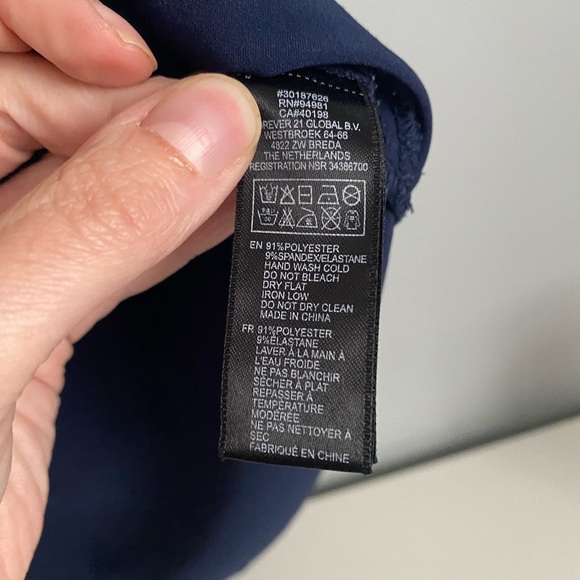 #30187626
RN#94981
CA#40198
OREVER 21 GLOBAL B.V.
WESTBROEK 64-66
4822 ZW BREDA
THE NETHERLANDS
REGISTRATION NBR 34386700
EN 91%POLYESTER
9%SPANDEX/ELASTANE
HAND WASH COLD
DO NOT BLEACH
DRY FLAT
IRON LOW
DO NOT DRY CLEAN
MADE IN CHINA
FR 91%POLYESTER
9%ÉLASTANE
LAVER À LA MAIN À
L'EAU FROIDE
NE PAS BLANCHIR
SÉCHER À PLAT
REPASSER À
TEMPÉRATURE
MODÉRÉE
NE PAS NETTOYER À
SEC
FABRIQUÉ EN CHINE